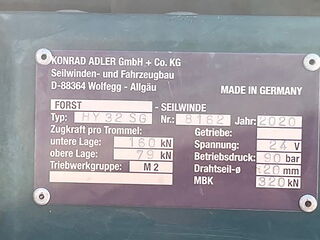 KONRAD ADLER GmbH + Co. KG
Seilwinden- und Fahrzeugbau
D-88364 Wolfegg - Allgäu
MADE IN GERMANY
FORST -SEILWINDE
Typ: HY 32 SG Nr.: 8162 Jahr: 2020
Zugkraft pro Trommel: Getriebe:
untere Lage: 160 kN Spannung: 24 V
obere Lage: 79 kN Betriebsdruck: 90 bar
Triebwerkgruppe: M 2 Drahtseil-ø 20 mm
MBK 320 kN